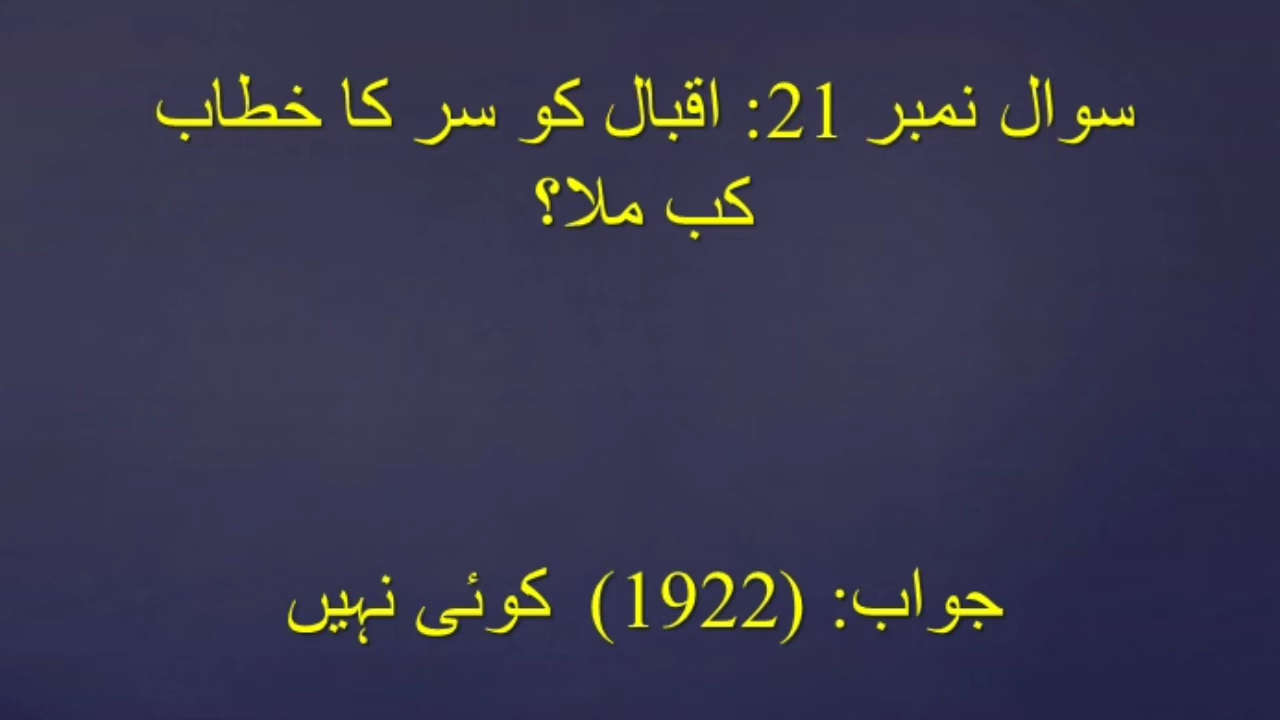 سوال نمبر 21: اقبال کو سر کا خطاب
کب ملا؟
جواب: (1922) کوئی نہیں